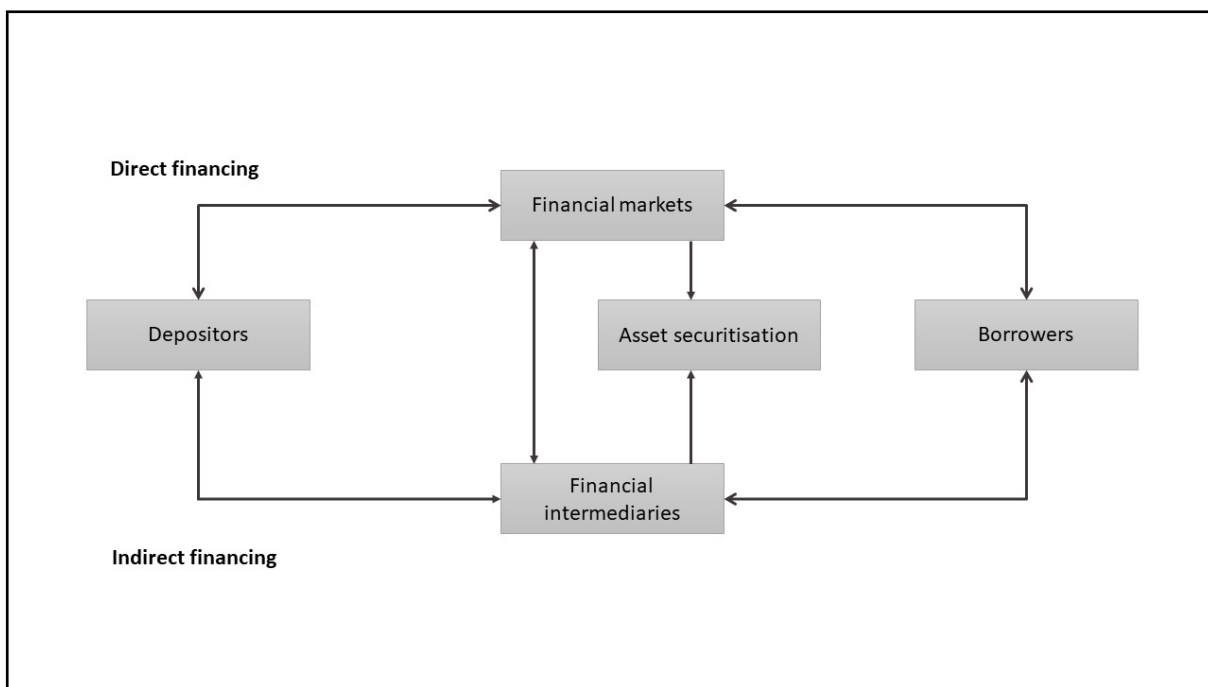 Direct financing
Financial markets
Depositors
Asset securitisation
Borrowers
Financial
intermediaries
Indirect financing